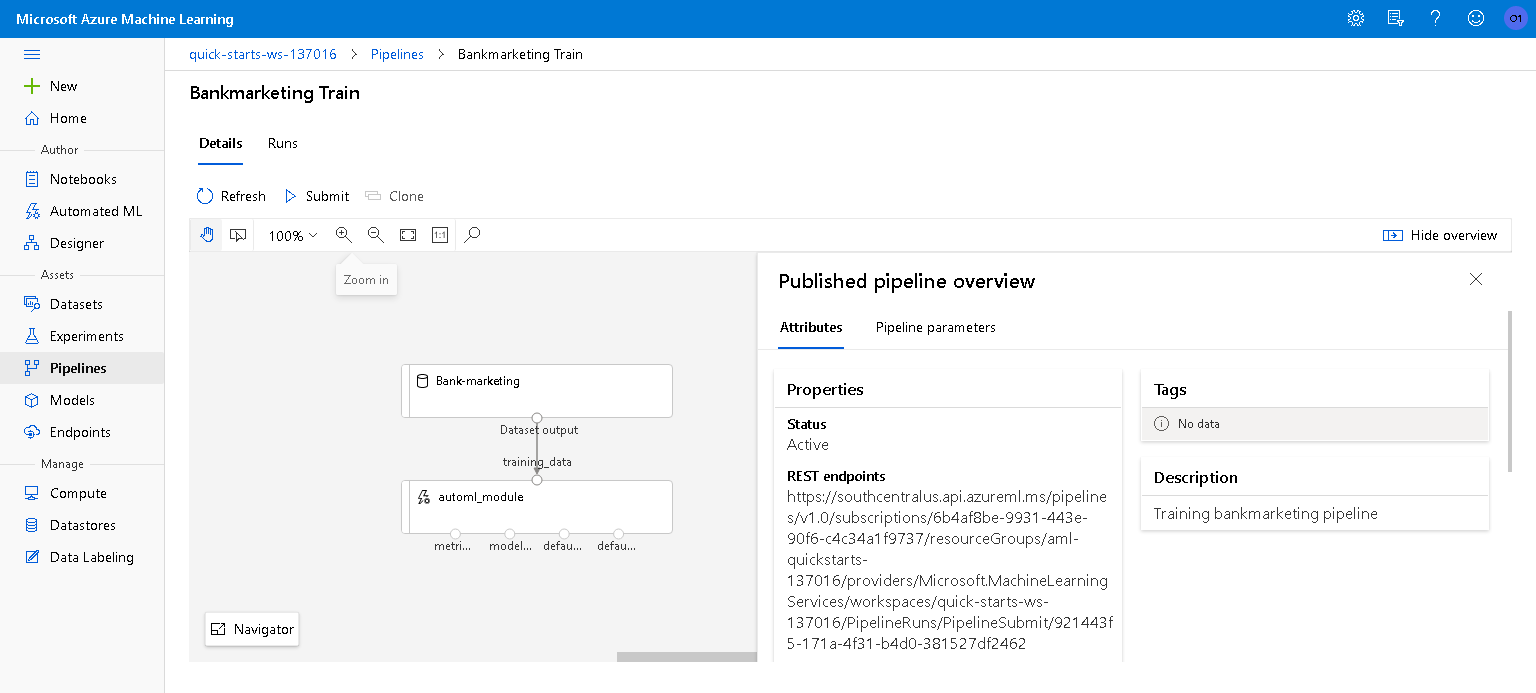 Microsoft Azure Machine Learning
O1
quick-starts-ws-137016 > Pipelines > Bankmarketing Train
New
Home
Author
Notebooks
Automated ML
Designer
Assets
Datasets
Experiments
Pipelines
Models
Endpoints
Manage
Compute
Datastores
Data Labeling
Bankmarketing Train
Details Runs
Refresh Submit Clone
100% 1:1 Hide overview
Zoom in
Bank-marketing
Dataset output
training_data
automl_module
metri... model... defau... defau...
Navigator
Published pipeline overview
Attributes Pipeline parameters
Properties
Status
Active
REST endpoints
https://southcentralus.api.azureml.ms/pipeline
s/v1.0/subscriptions/6b4af8be-9931-443e-
90f6-c4c34a1f9737/resourceGroups/aml-
quickstarts-
137016/providers/Microsoft.MachineLearning
Services/workspaces/quick-starts-ws-
137016/PipelineRuns/PipelineSubmit/921443f
5-171a-4f31-b4d0-381527df2462
Tags
No data
Description
Training bankmarketing pipeline